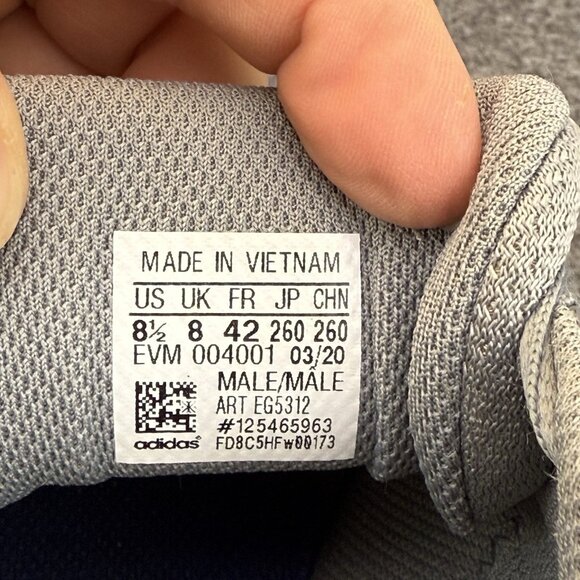 MADE IN VIETNAM
US UK FR JP CHN
8½ 8 42 260 260
EVM 004001 03/20
MALE/MÂLE
ART EG5312
#125465963
adidas FD8C5HFW00173